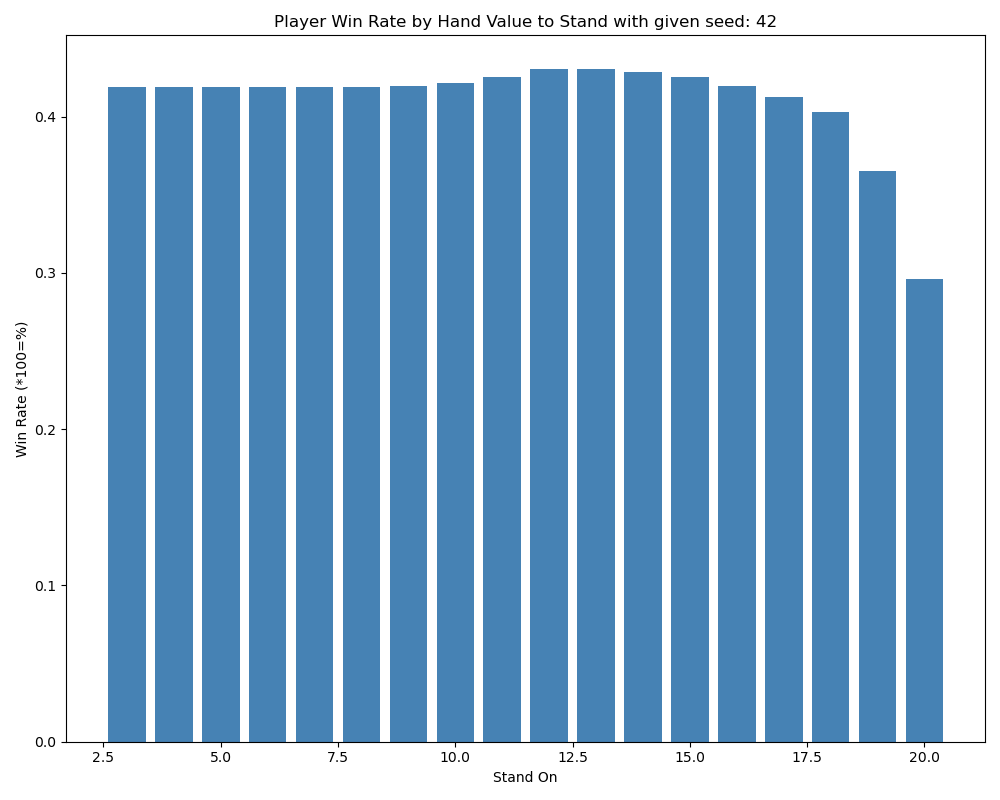 Player Win Rate by Hand Value to Stand with given seed: 42
Win Rate (*100=%)
0.4
0.3
0.2
0.1
0.0
2.5 5.0 7.5 10.0 12.5 15.0 17.5 20.0
Stand On